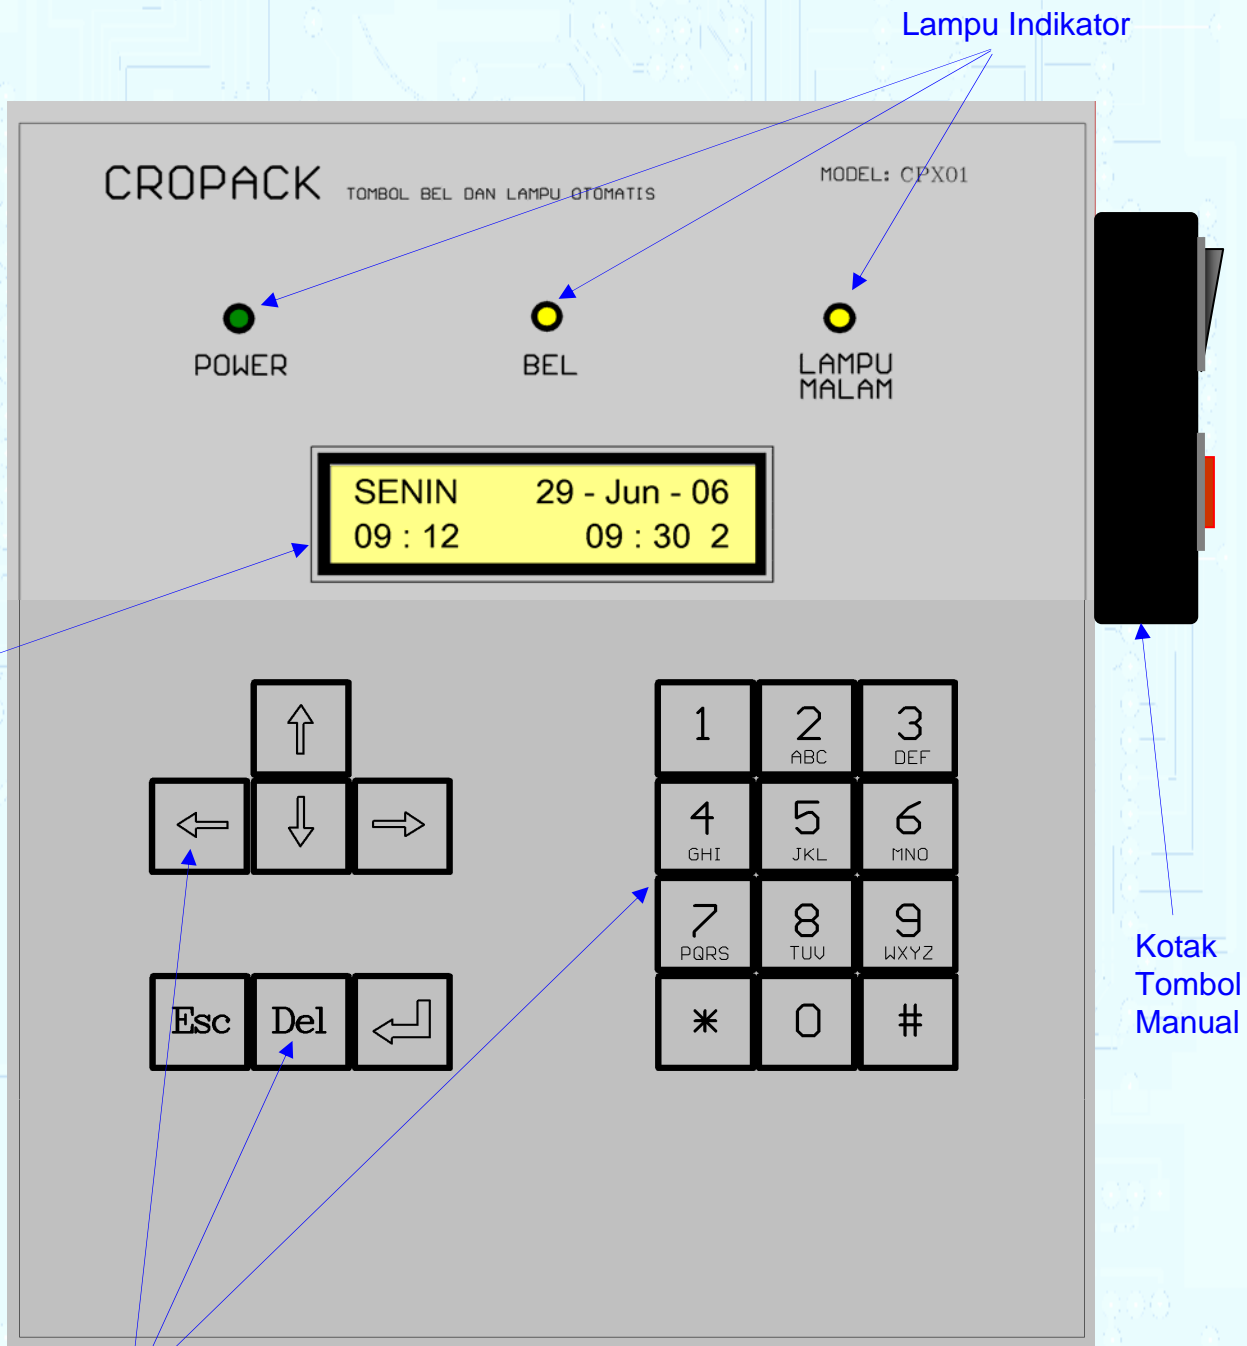 Lampu Indikator
CROPACK TOMBOL BEL DAN LAMPU OTOMATIS MODEL: CPX01
POWER BEL LAMPU
MALAM
SENIN 29 - Jun - 06
09 : 12 09 : 30 2
1 2 3
ABC DEF
4 5 6
GHI JKL MNO
7 8 9
PQRS TUV WXYZ
Esc Del * 0 #
Kotak
Tombol
Manual